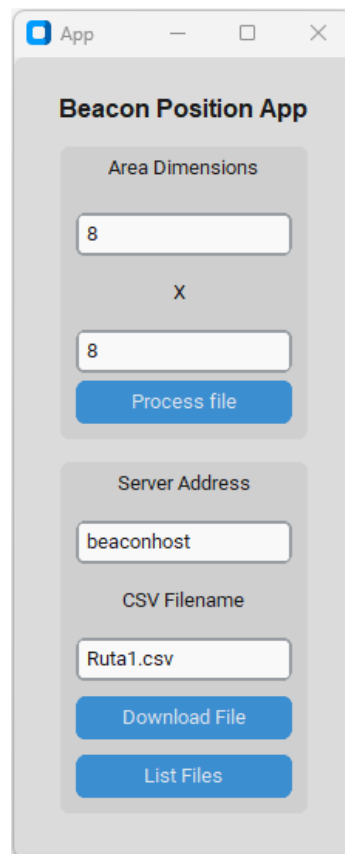 App
Beacon Position App
Area Dimensions
8
X
8
Process file
Server Address
beaconhost
CSV Filename
Ruta1.csv
Download File
List Files